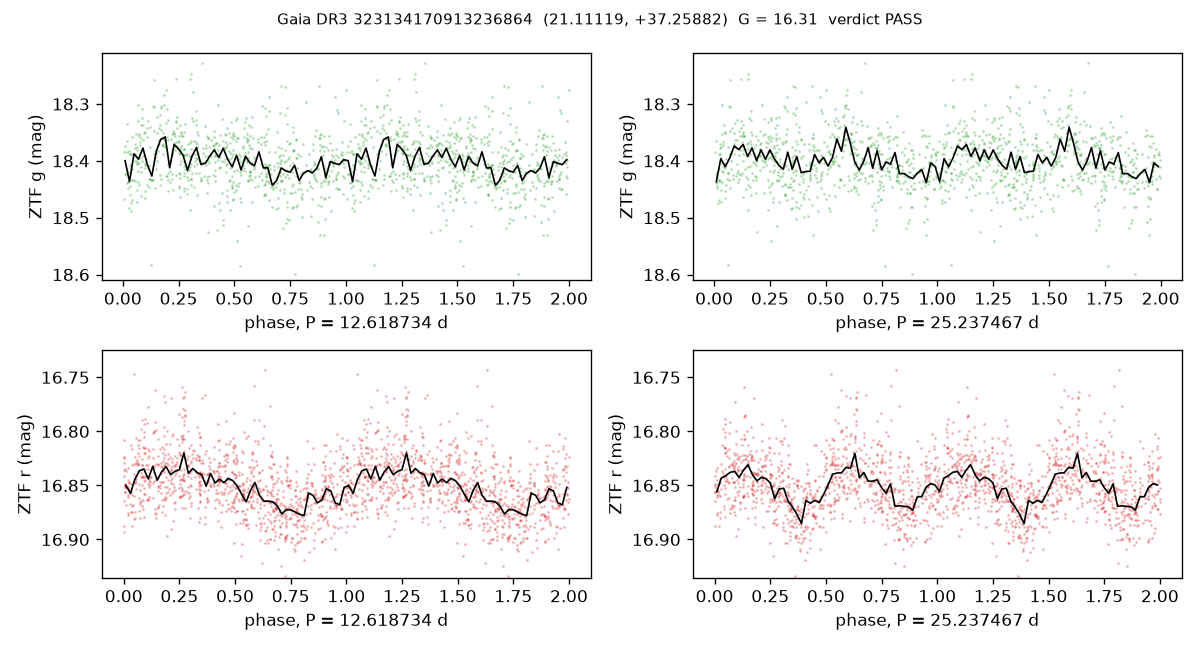 Gaia DR3 323134170913236864 (21.11119, +37.25882) G = 16.31 verdict PASS
ZTF g (mag)
18.3
18.4
18.5
18.6
0.00 0.25 0.50 0.75 1.00 1.25 1.50 1.75 2.00
phase, P = 12.618734 d
ZTF g (mag)
18.3
18.4
18.5
18.6
0.00 0.25 0.50 0.75 1.00 1.25 1.50 1.75 2.00
phase, P = 25.237467 d
ZTF r (mag)
16.75
16.80
16.85
16.90
0.00 0.25 0.50 0.75 1.00 1.25 1.50 1.75 2.00
phase, P = 12.618734 d
ZTF r (mag)
16.75
16.80
16.85
16.90
0.00 0.25 0.50 0.75 1.00 1.25 1.50 1.75 2.00
phase, P = 25.237467 d